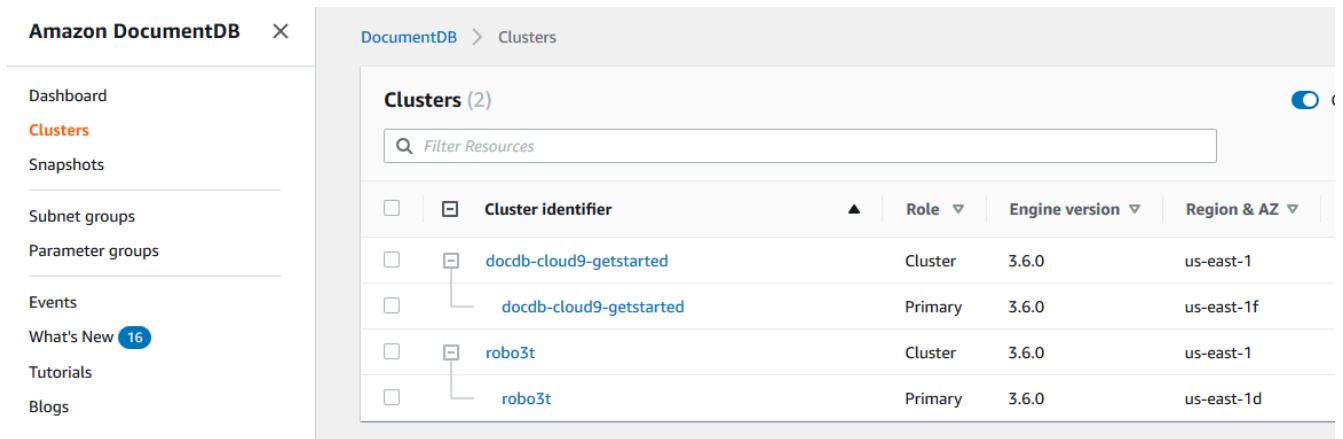 Amazon DocumentDB
Dashboard
Clusters
Snapshots
Subnet groups
Parameter groups
Events
What's New 16
Tutorials
Blogs
DocumentDB > Clusters
Clusters (2)
Filter Resources
Cluster identifier Role Engine version Region & AZ
docdb-cloud9-getstarted Cluster 3.6.0 us-east-1
docdb-cloud9-getstarted Primary 3.6.0 us-east-1f
robo3t Cluster 3.6.0 us-east-1
robo3t Primary 3.6.0 us-east-1d